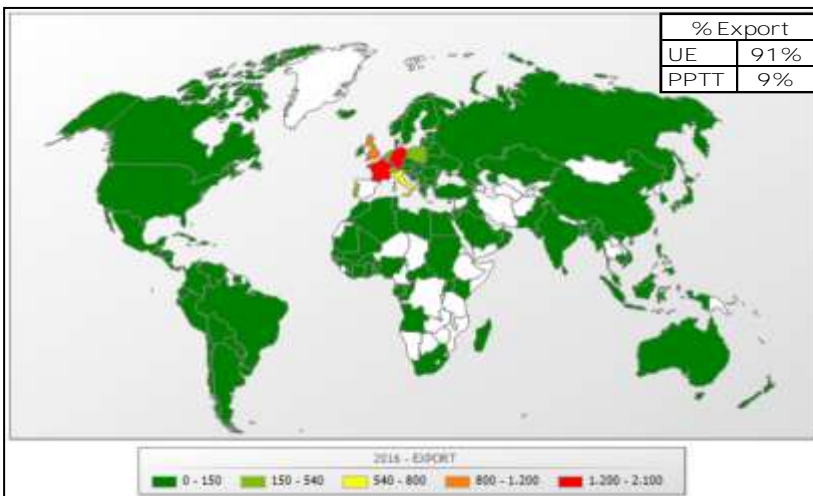 % Export
UE 91%
PPTT 9%
2016 - EXPORT
0 - 150 150 - 540 540 - 800 800 - 1.200 1.200 - 2.100